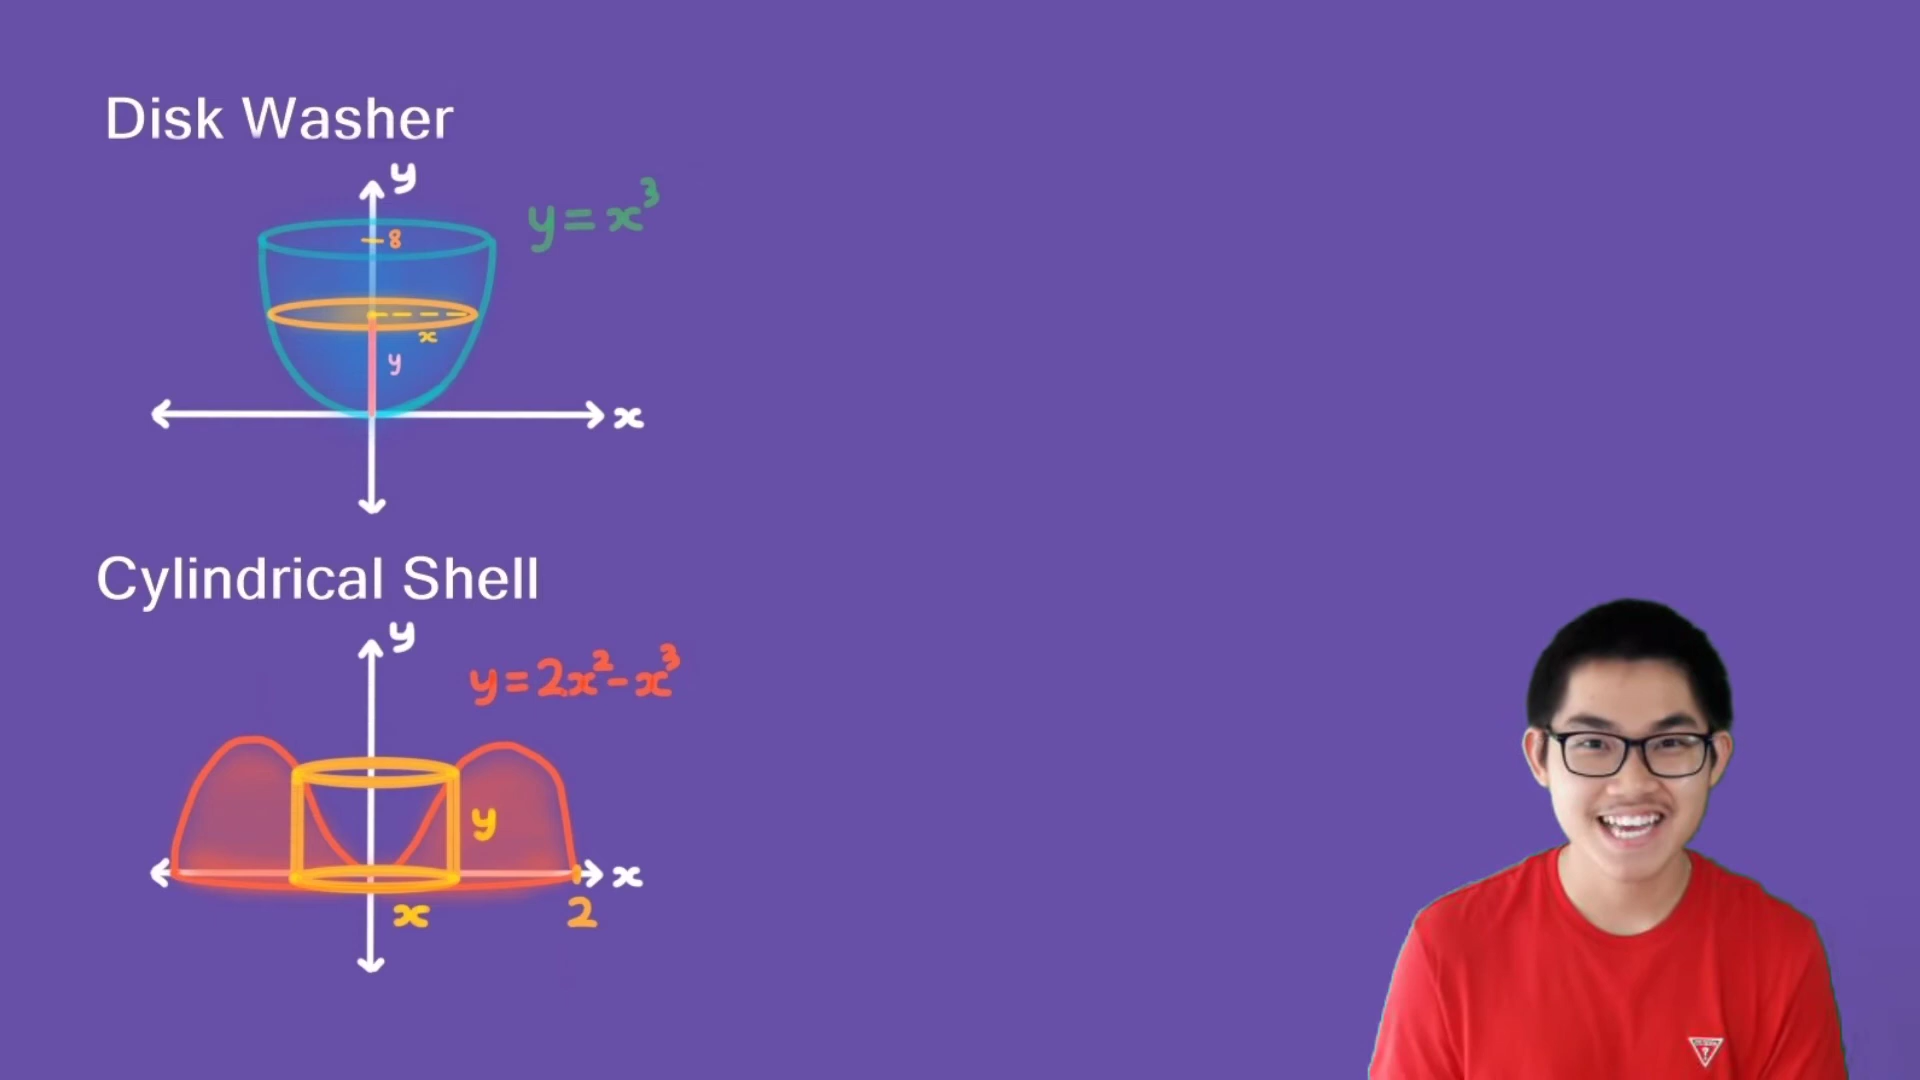 Disk Washer
y
y=x³
8
x
y
x
Cylindrical Shell
y
y=2x²-x³
y
x
x
2
?